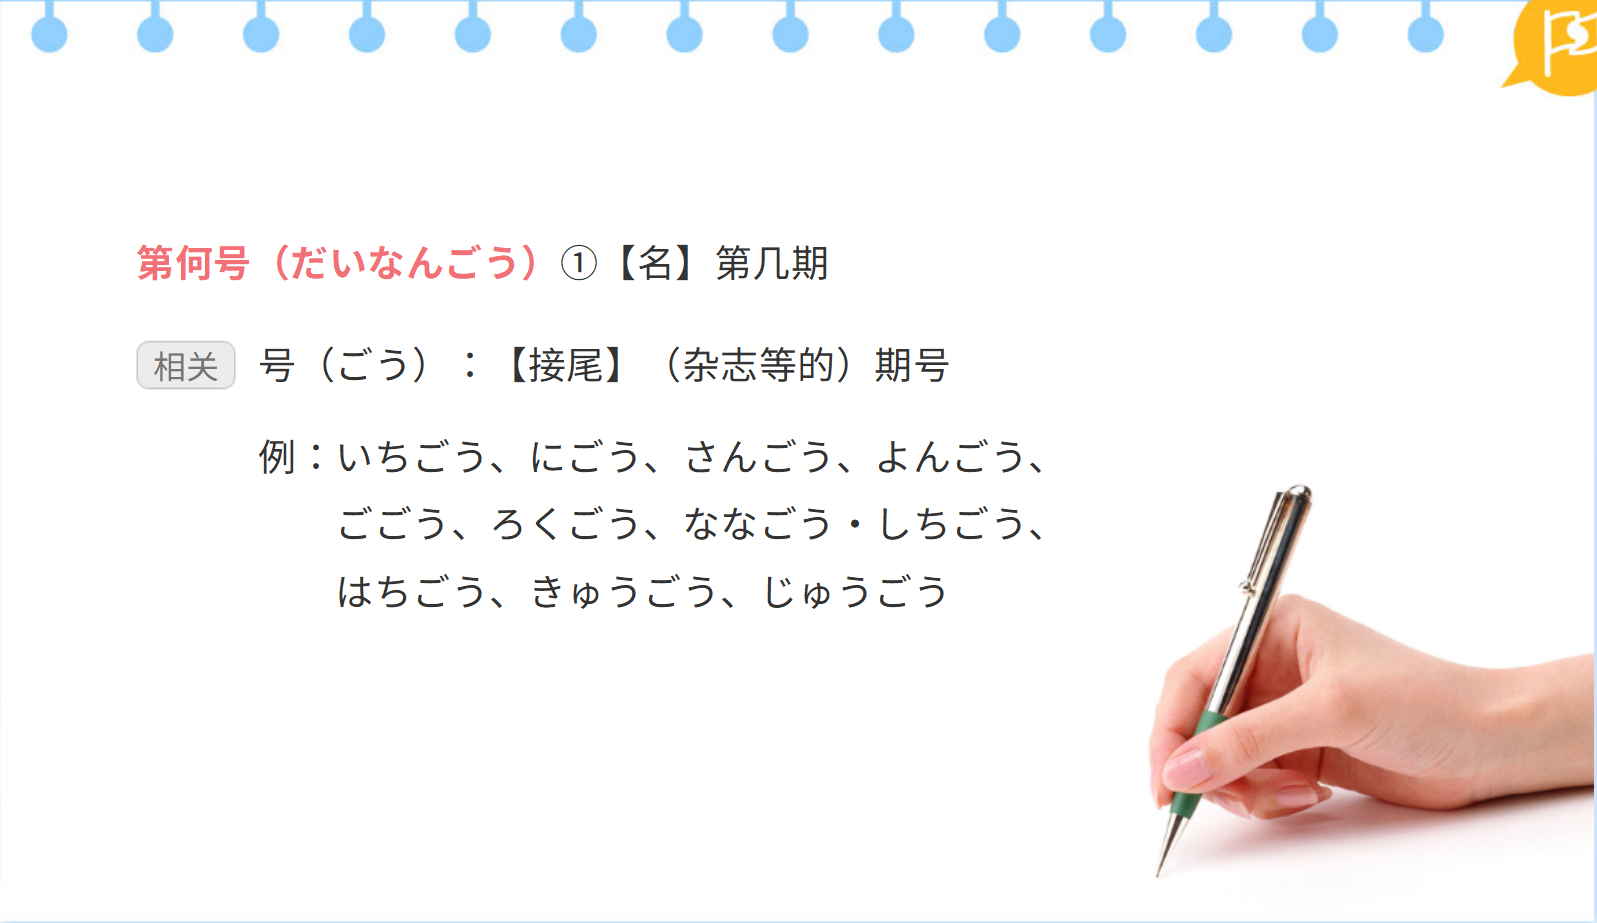 第何号（だいなんごう）①【名】第几期
相关 号（ごう）：【接尾】（杂志等的）期号
例：いちごう、にごう、さんごう、よんごう、
ごごう、ろくごう、ななごう・しちごう、
はちごう、きゅうごう、じゅうごう